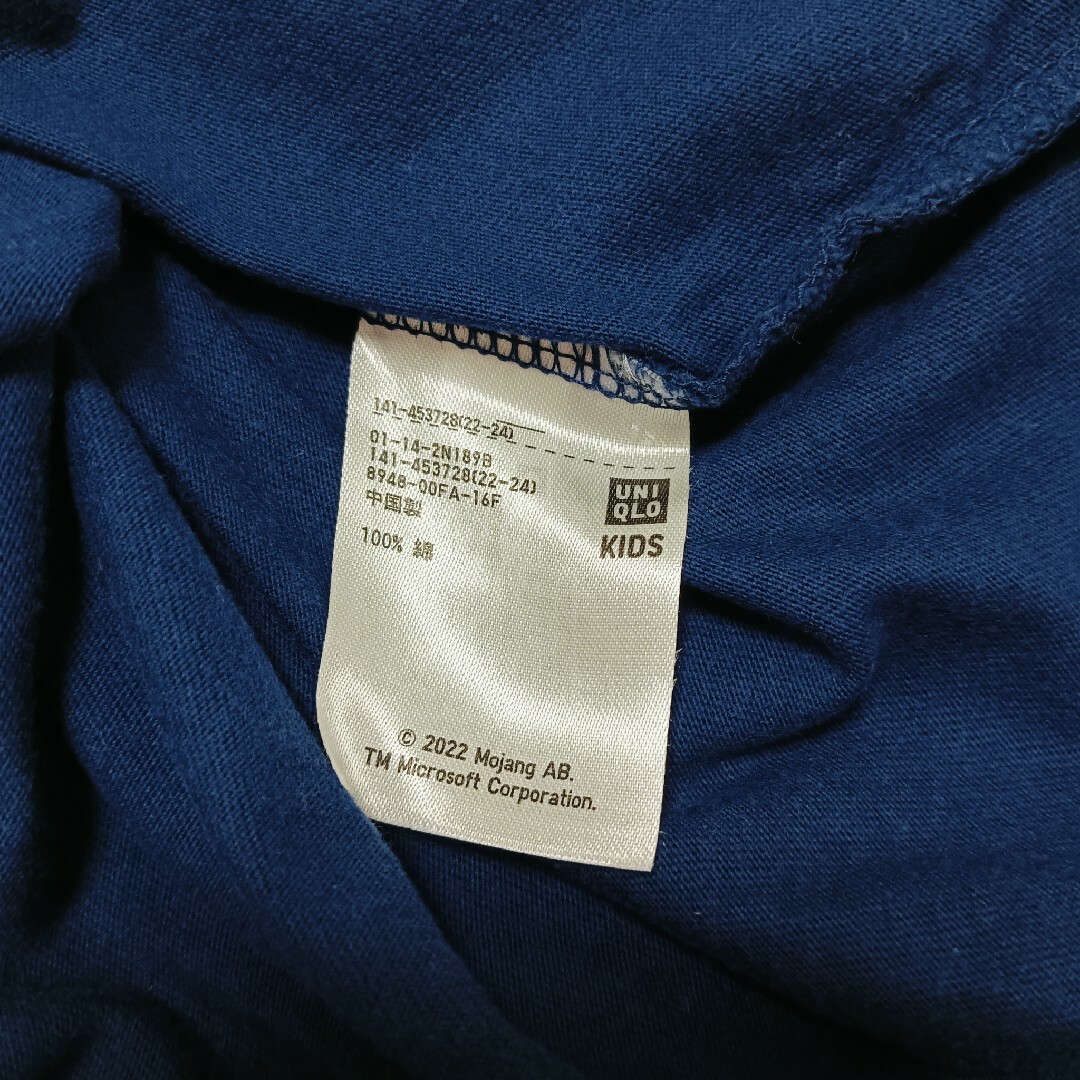 141-453728(22-24)
01-14-2N189B
141-453728(22-24)
8948-00FA-16F
中国製
100% 綿
UNI
QLO
KIDS
© 2022 Mojang AB.
TM Microsoft Corporation.